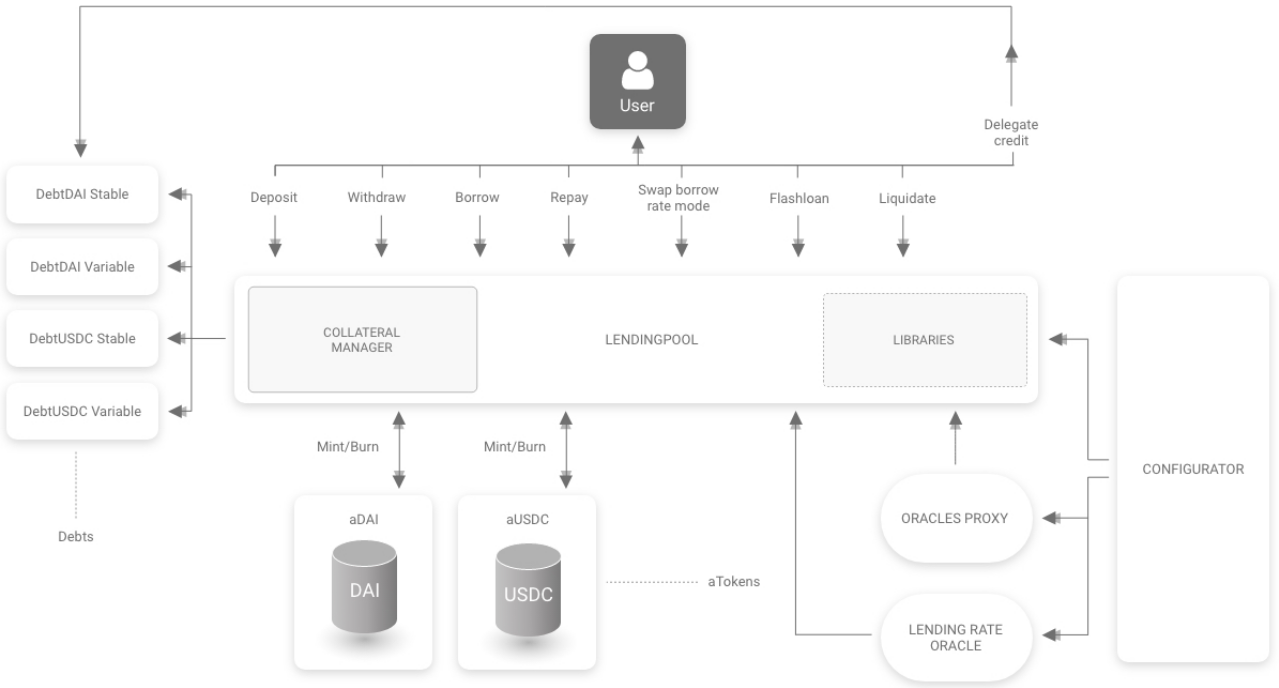 User
Delegate
credit
Deposit
Withdraw
Borrow
Repay
Swap borrow
rate mode
Flashloan
Liquidate
DebtDAI Stable
DebtDAI Variable
DebtUSDC Stable
DebtUSDC Variable
Debts
COLLATERAL
MANAGER
LENDINGPOOL
LIBRARIES
Mint/Burn
Mint/Burn
aDAI
DAI
aUSDC
USDC
aTokens
ORACLES PROXY
LENDING RATE
ORACLE
CONFIGURATOR